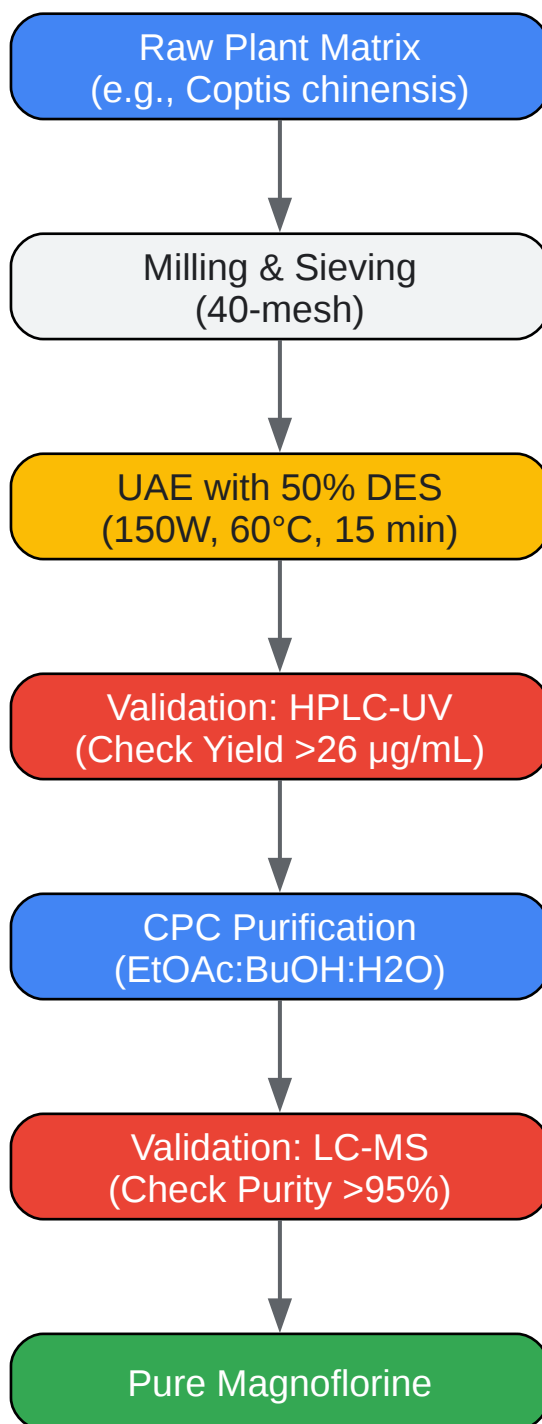 Raw Plant Matrix
(e.g., Coptis chinensis)
Milling & Sieving
(40-mesh)
UAE with 50% DES
(150W, 60°C, 15 min)
Validation: HPLC-UV
(Check Yield >26 μg/mL)
CPC Purification
(EtOAc:BuOH:H2O)
Validation: LC-MS
(Check Purity >95%)
Pure Magnoflorine